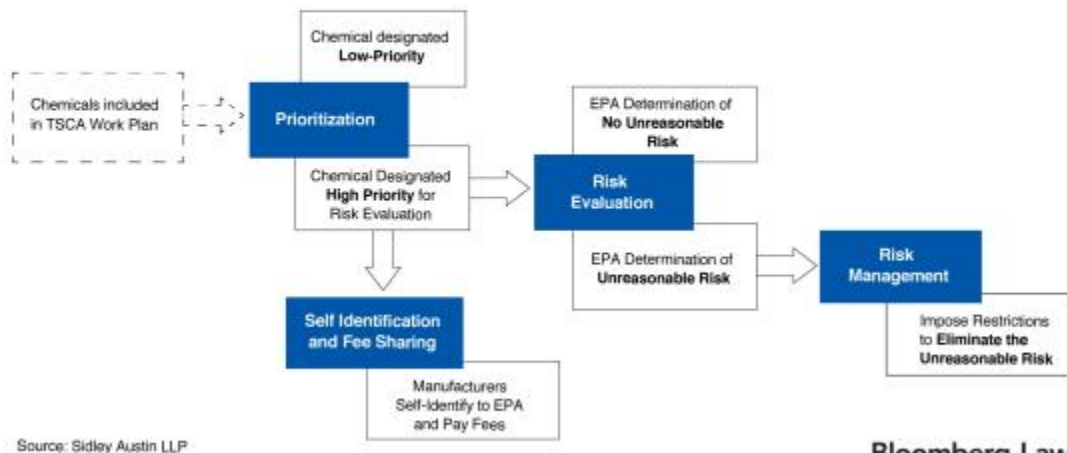 Chemical designated
Low-Priority
Chemicals included
in TSCA Work Plan
Prioritization
EPA Determination of
No Unreasonable
Risk
Chemical Designated
High Priority for
Risk Evaluation
Risk
Evaluation
EPA Determination of
Unreasonable Risk
Risk
Management
Self Identification
and Fee Sharing
Impose Restrictions
to Eliminate the
Unreasonable Risk
Manufacturers
Self-Identify to EPA
and Pay Fees
Source: Sidley Austin LLP
Bloomberg Law